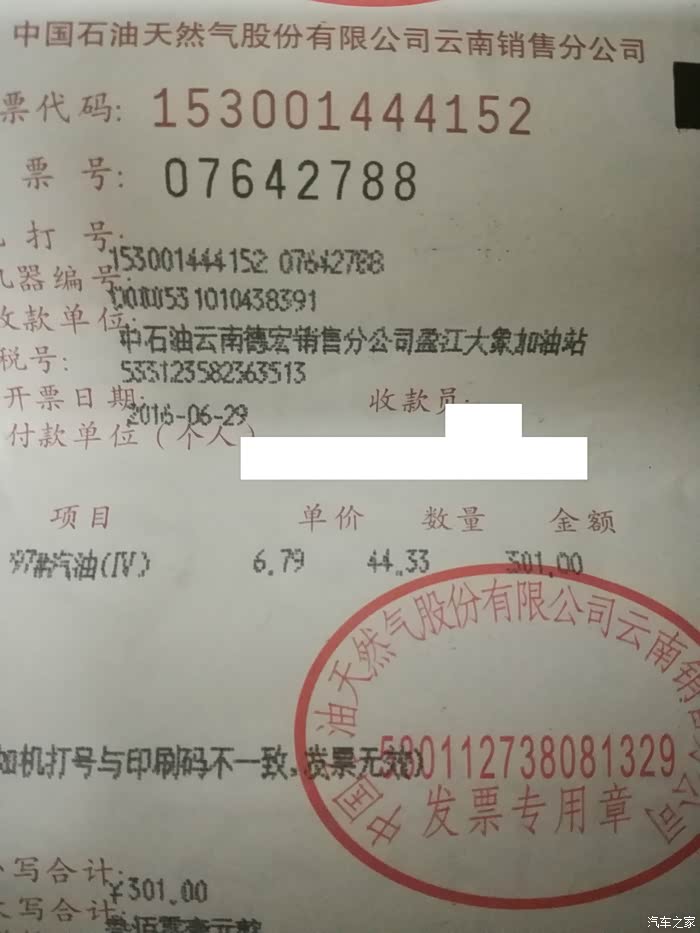 中国石油天然气股份有限公司云南销售分公司
票代码: 153001444152
票 号: 07642788
打 号:
153001444152 07642788
机器编号:
531010438391
收款单位:
中石油云南德宏销售分公司盈江大象加油站
税号:
533123582363513
开票日期:
2016-06-29
收款员:
付款单位(个人)
项目 单价 数量 金额
97#汽油(IV) 6.79 44.33 301.00
如机打号与印刷码不一致,发票无效)
中国 油天然气股份有限公司云南销 公司
530112738081329
发票专用章
写合计:
¥301.00
写合计:
汽车之家